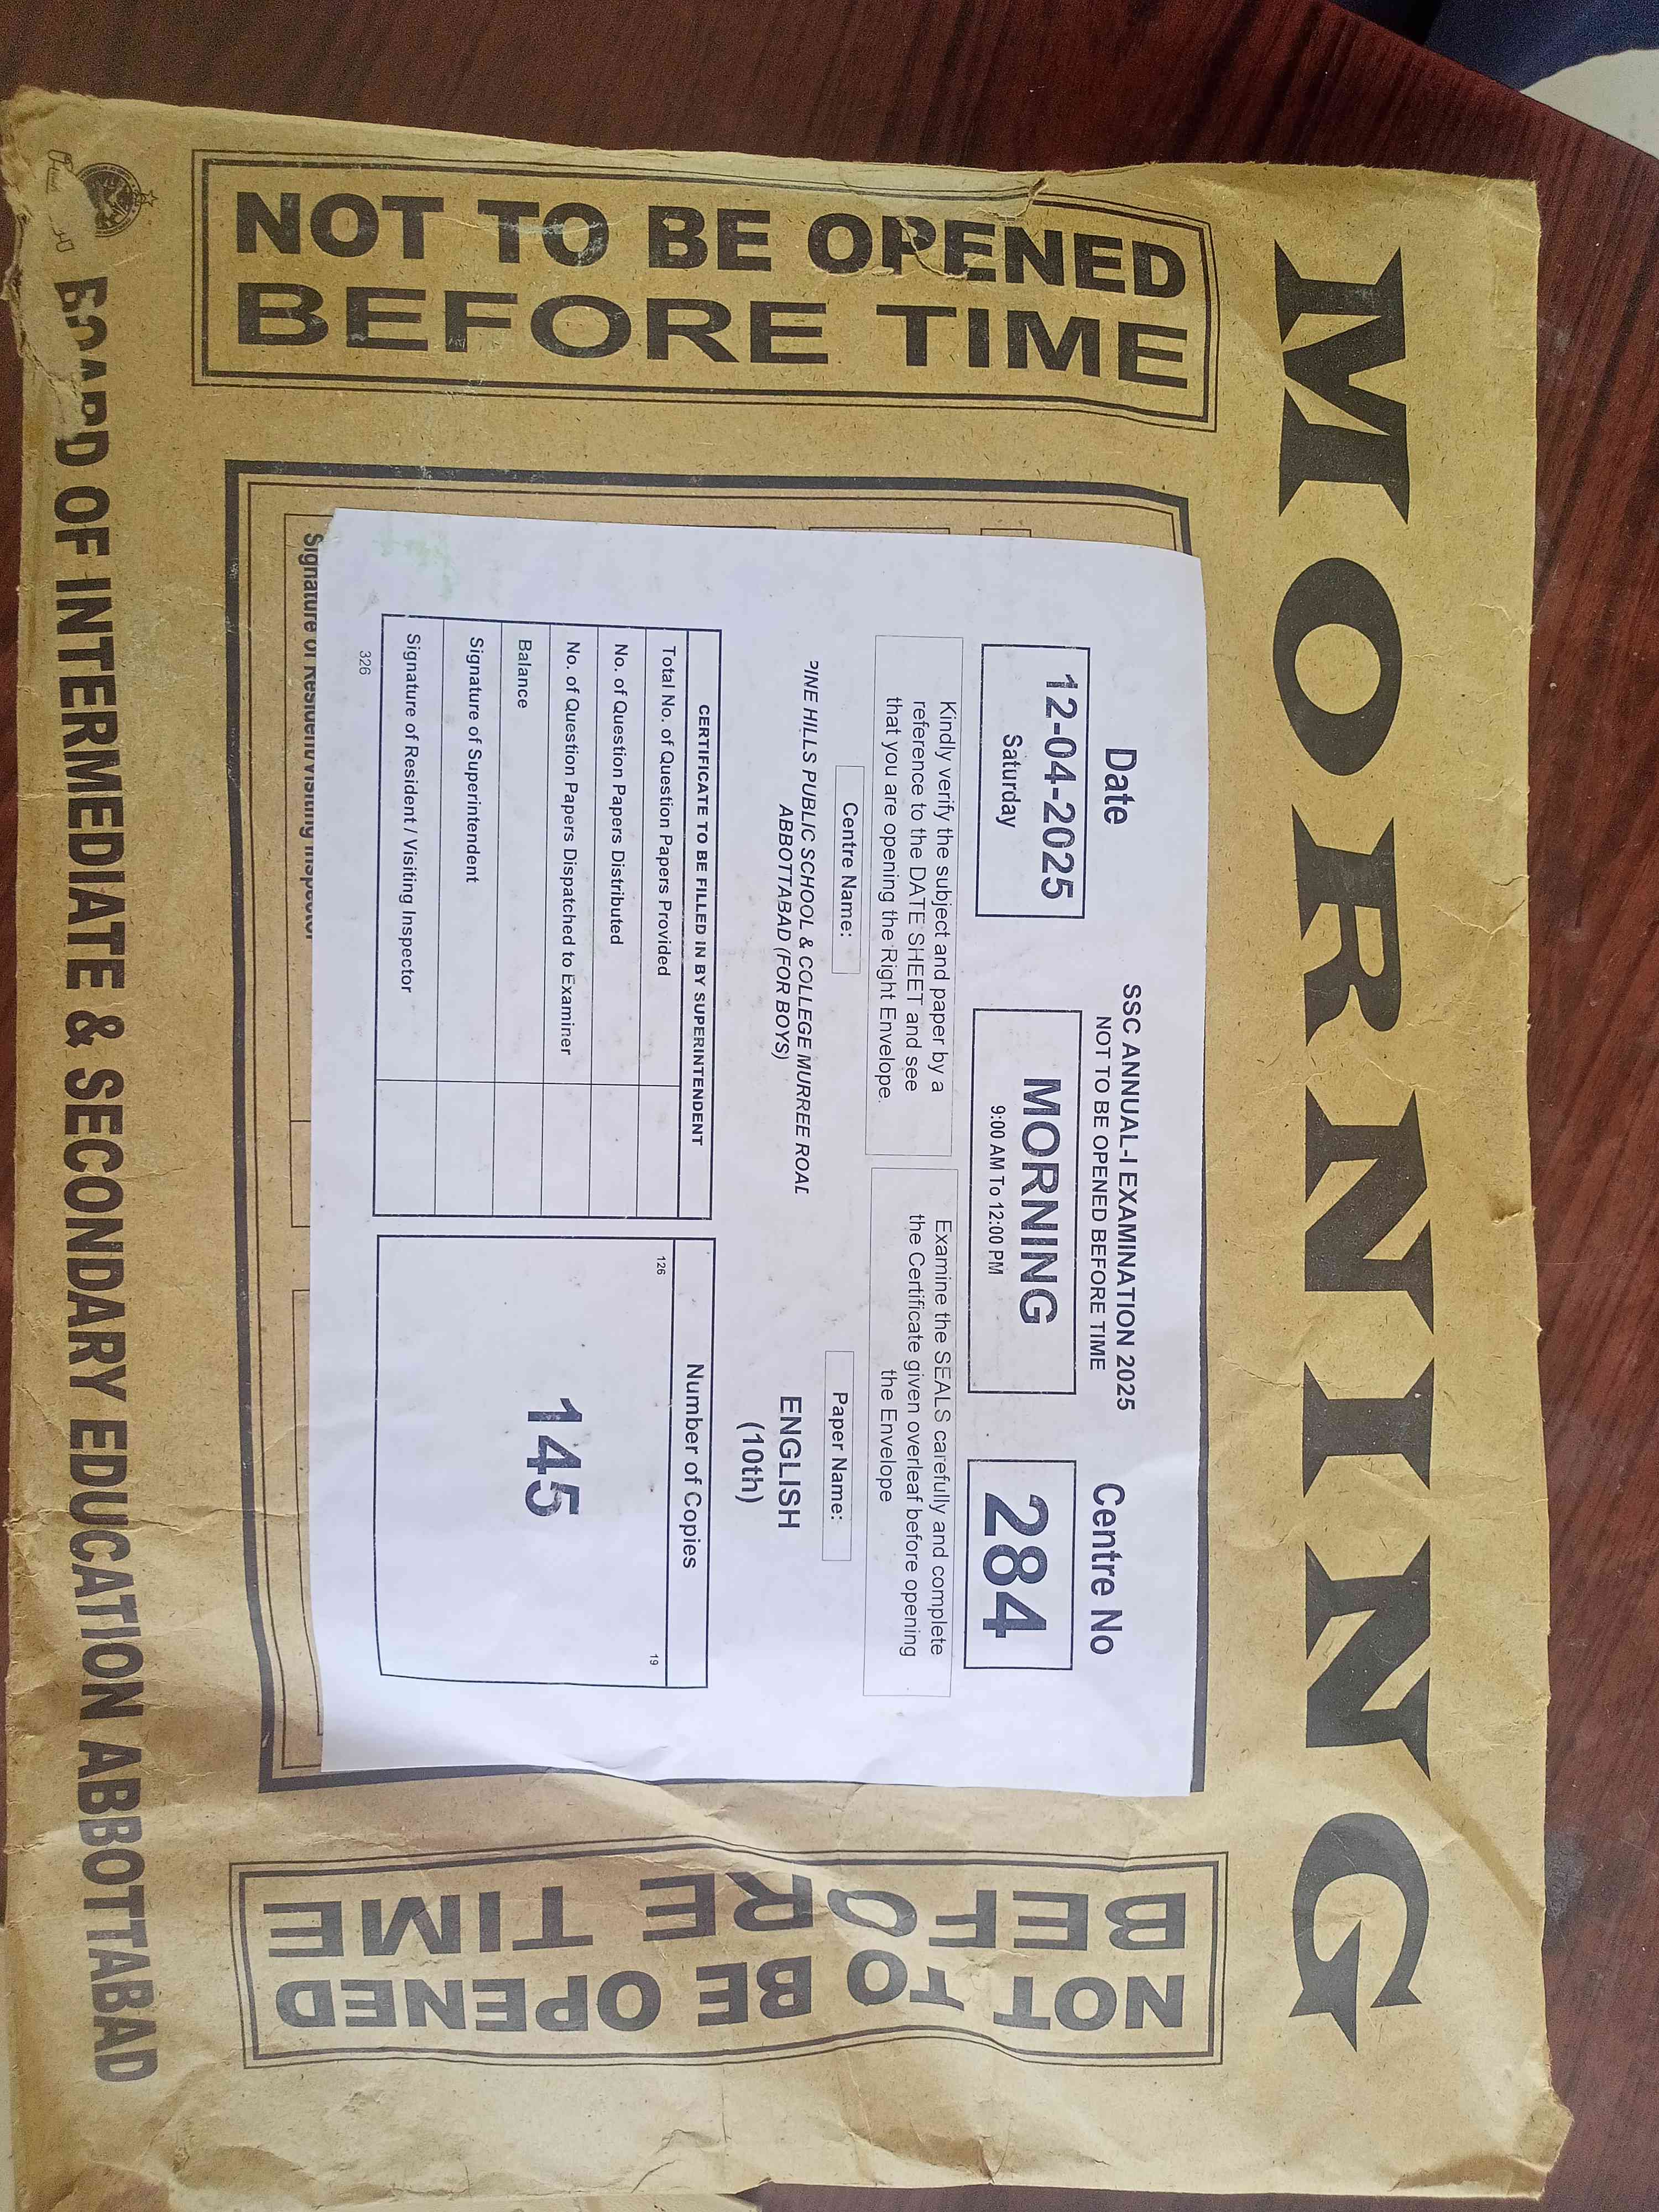 MORNING
NOT TO BE OPENED
BEFORE TIME
Date
SSC ANNUAL-I EXAMINATION 2025
NOT TO BE OPENED BEFORE TIME
Centre No
12-04-2025
Saturday
MORNING
9:00 AM To 12:00 PM
284
Kindly verify the subject and paper by a
reference to the DATE SHEET and see
that you are opening the Right Envelope.
Examine the SEALS carefully and complete
the Certificate given overleaf before opening
the Envelope
Centre Name:
PINE HILLS PUBLIC SCHOOL & COLLEGE MURREE ROAD
ABBOTTABAD (FOR BOYS)
Paper Name:
ENGLISH
(10th)
CERTIFICATE TO BE FILLED IN BY SUPERINTENDENT
Total No. of Question Papers Provided
No. of Question Papers Distributed
No. of Question Papers Dispatched to Examiner
Balance
Signature of Superintendent
Signature of Resident / Visiting Inspector
326
Number of Copies
126
19
145
Signature of Resident/Visiting Inspector
NOT TO BE OPENED
BEFORE TIME
BOARD OF INTERMEDIATE & SECONDARY EDUCATION ABBOTTABAD